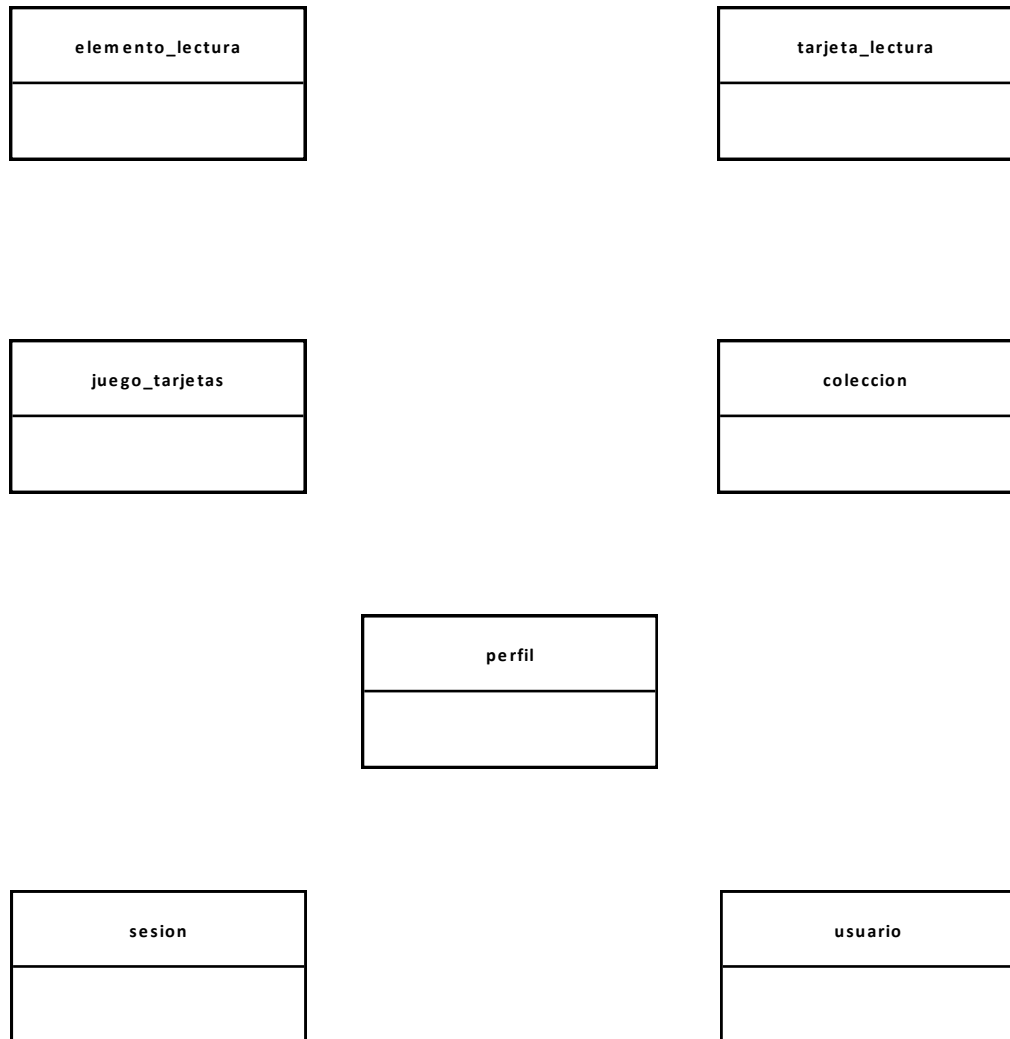 elemento_lectura
tarjeta_lectura
juego_tarjetas
coleccion
perfil
sesion
usuario